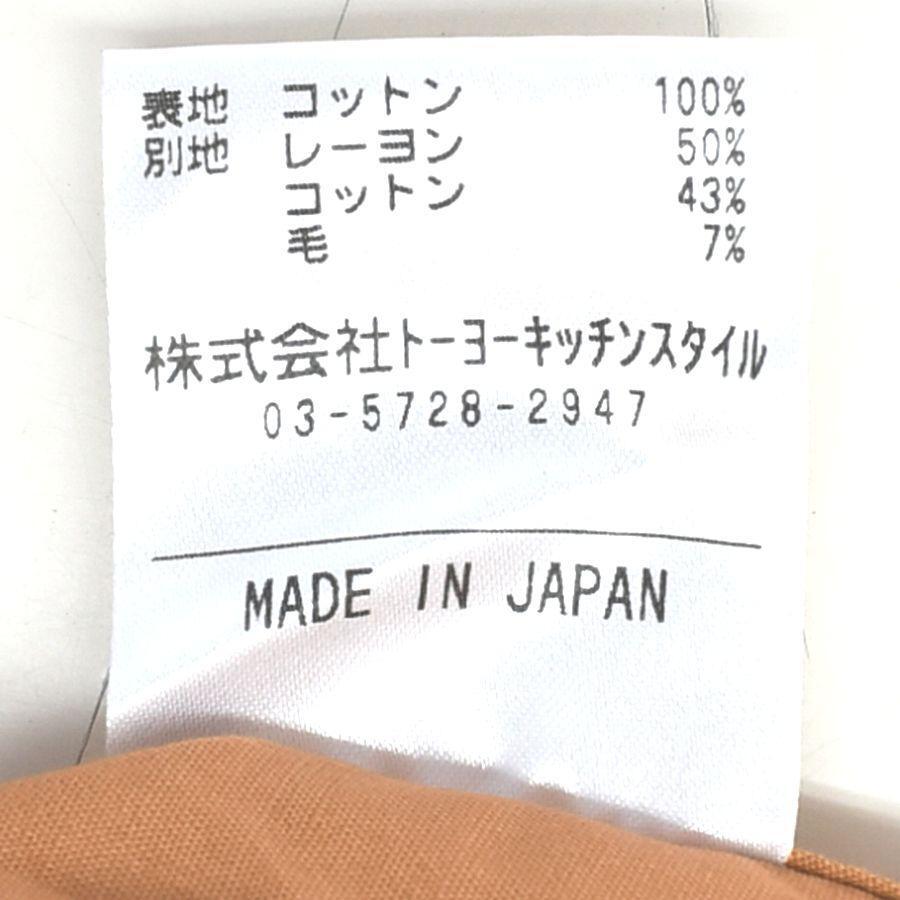 表地 コットン 100%
別地 レーヨン 50%
コットン 43%
毛 7%
株式会社トーヨーキッチンスタイル
03-5728-2947
MADE IN JAPAN